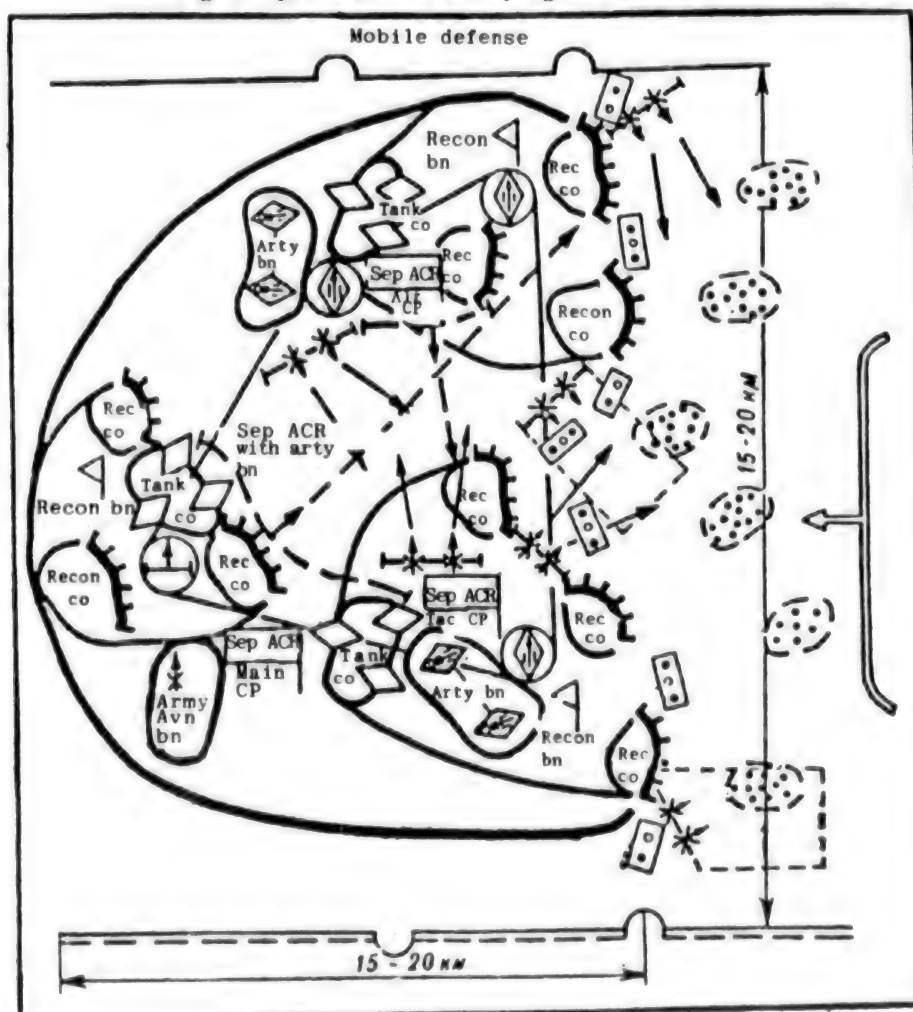 Mobile defense
Recon
bn
Rec
co
Tank
co
Arty
bn
Rec
co
Sep ACR
Alt
CP
Recon
co
15-20 км
Rec
co
Sep ACR
with arty
bn
Rec
co
Recon bn
Tank
co
Recon
co
Rec
co
Sep ACR
Tac CP
Rec
co
Sep ACR
Main
CP
Tank
co
Arty bn
Army
Avn
bn
Recon
bn
Rec
co
15 - 20 км